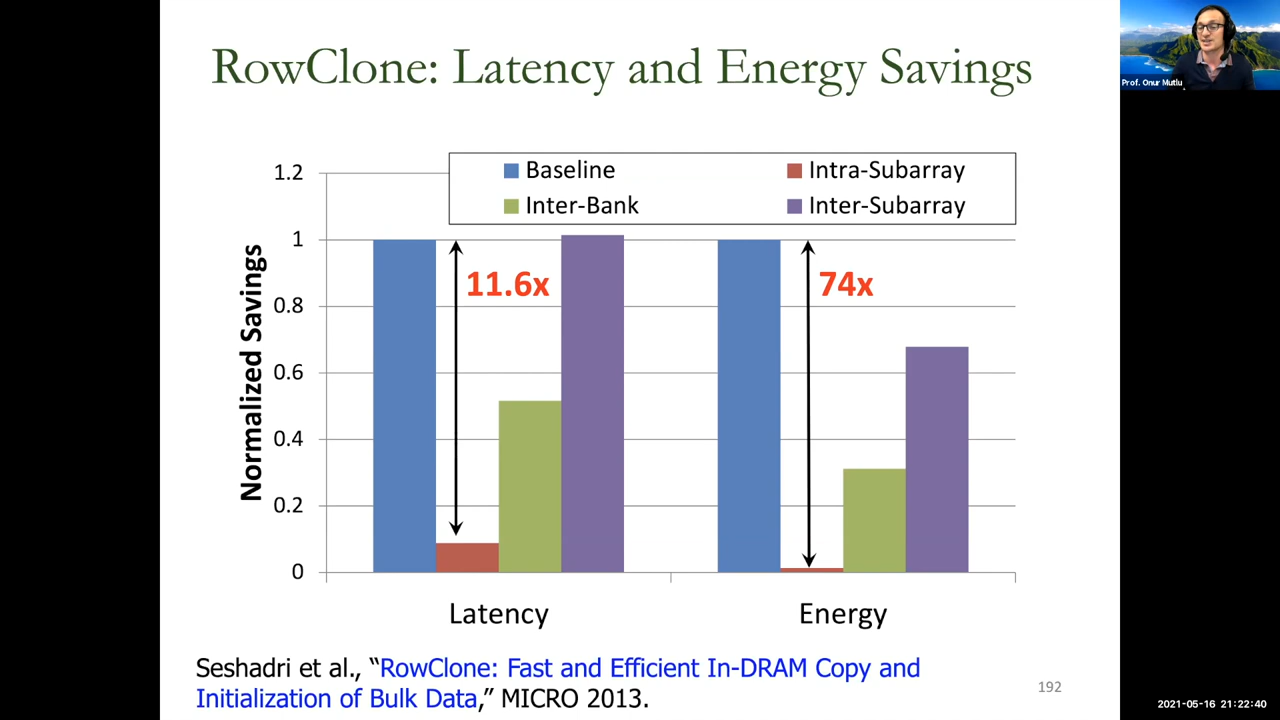 RowClone: Latency and Energy Savings
Prof. Onur Mutlu
Baseline
Intra-Subarray
Inter-Bank
Inter-Subarray
Normalized Savings
1.2
1
0.8
0.6
0.4
0.2
0
11.6x
74x
Latency
Energy
Seshadri et al., “RowClone: Fast and Efficient In-DRAM Copy and
Initialization of Bulk Data,” MICRO 2013.
192
2021-05-16 21:22:40